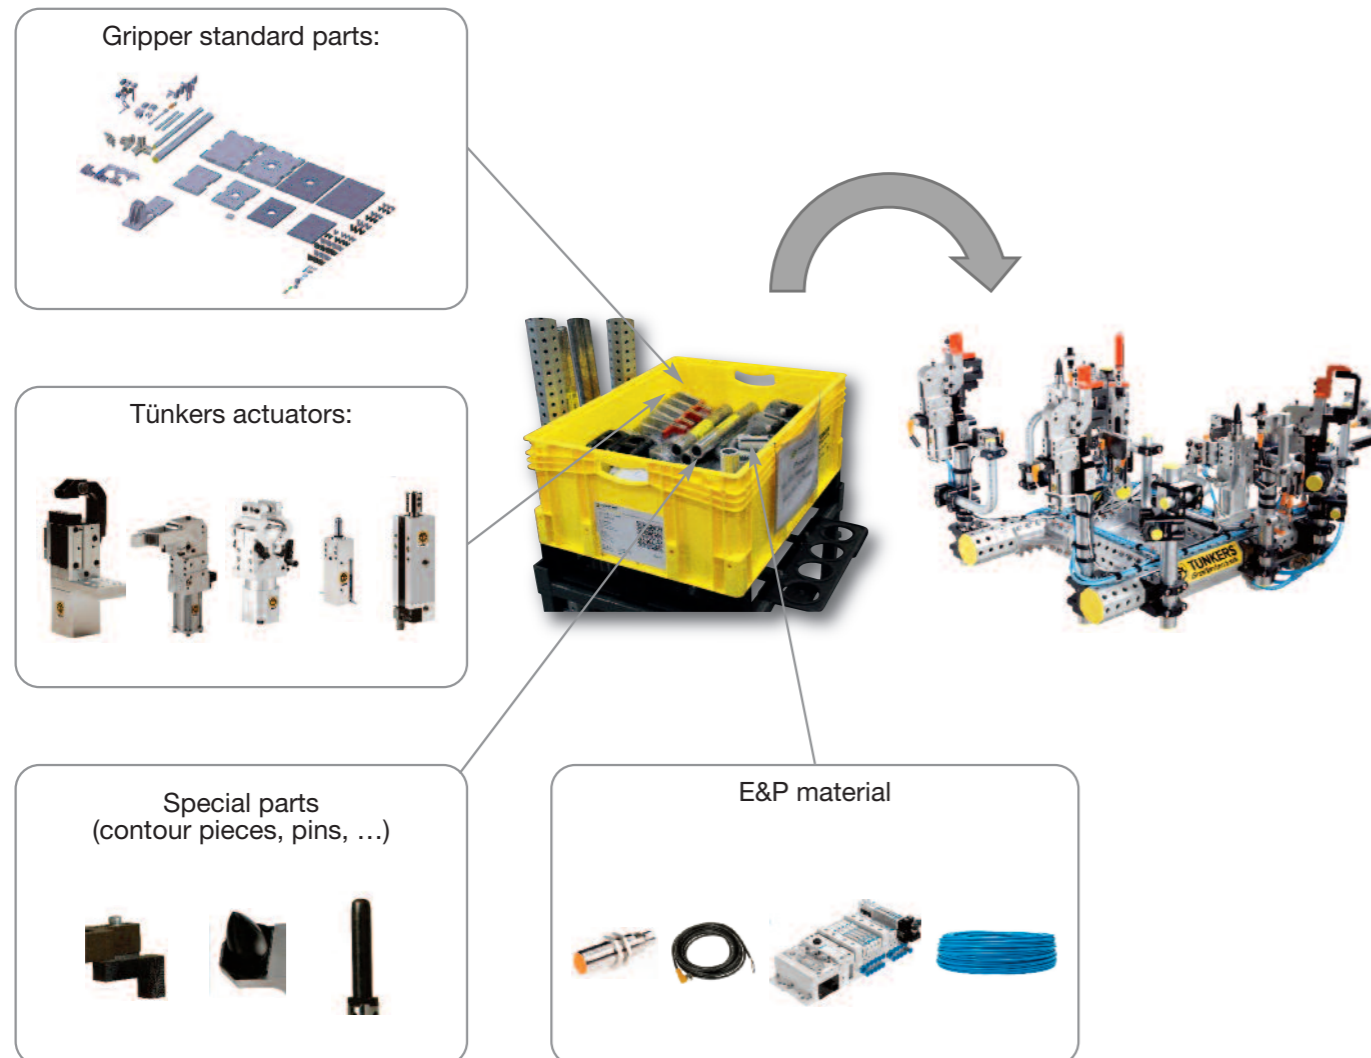 Gripper standard parts:
Tünkers actuators:
Special parts
(contour pieces, pins, …)
E&P material
TÜNKERS